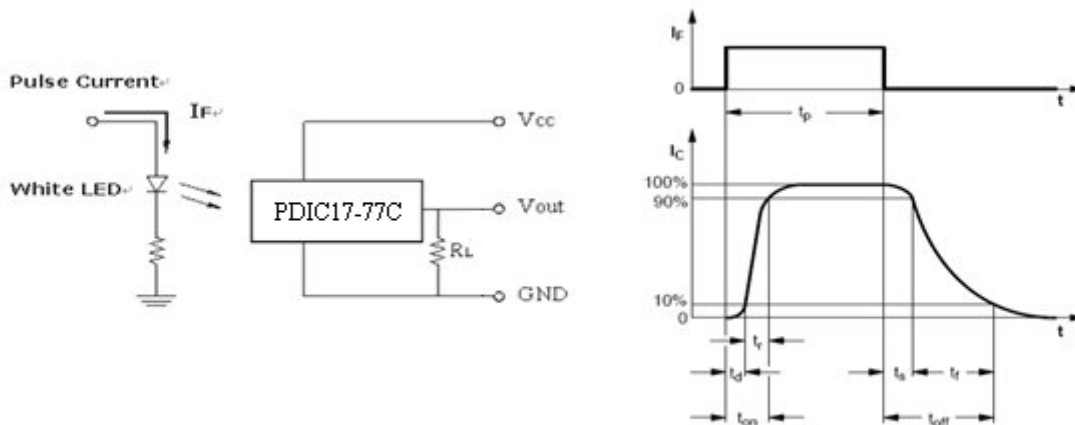 Pulse Current
IF
White LED
PDIC17-77C
Vcc
Vout
RL
GND
IF
0
t
tp
IC
100%
90%
10%
0
t
tr
td
ts
tf
ton
toff